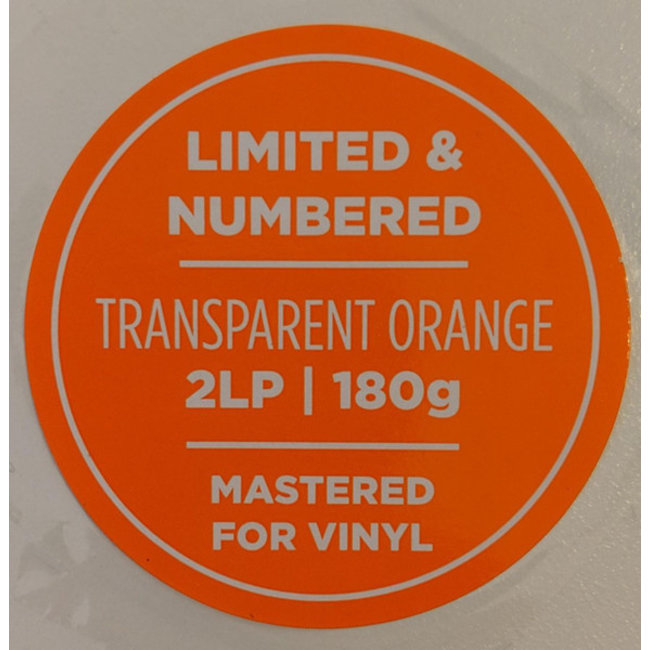 LIMITED &
NUMBERED
TRANSPARENT ORANGE
2LP | 180g
MASTERED
FOR VINYL